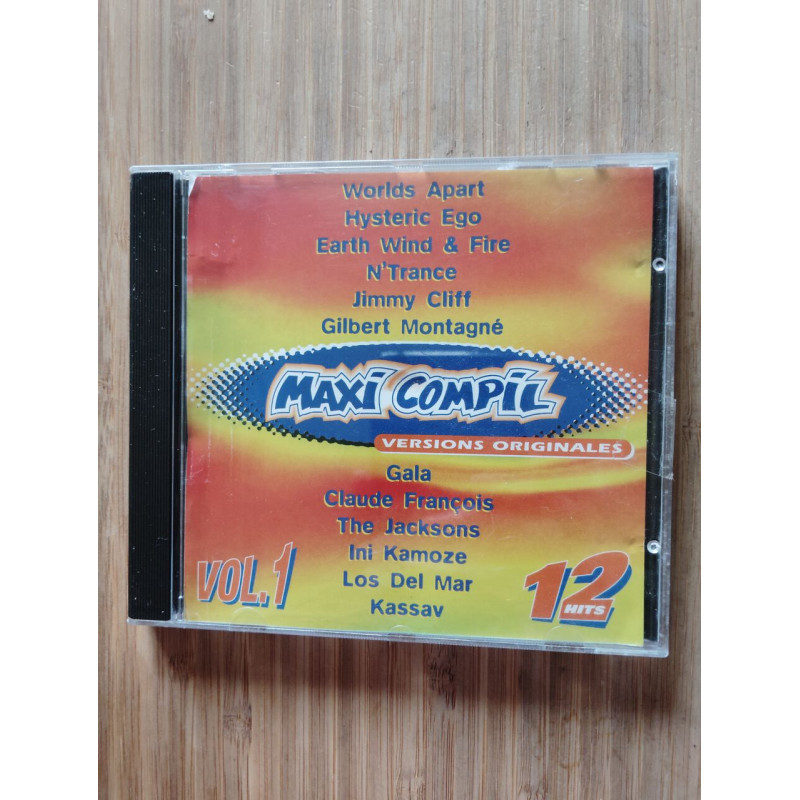 Worlds Apart
Hysteric Ego
Earth Wind & Fire
N'Trance
Jimmy Cliff
Gilbert Montagné
MAXI COMPIL
VERSIONS ORIGINALES
Gala
Claude François
The Jacksons
Ini Kamoze
Los Del Mar
Kassav
VOL.1
12
HITS